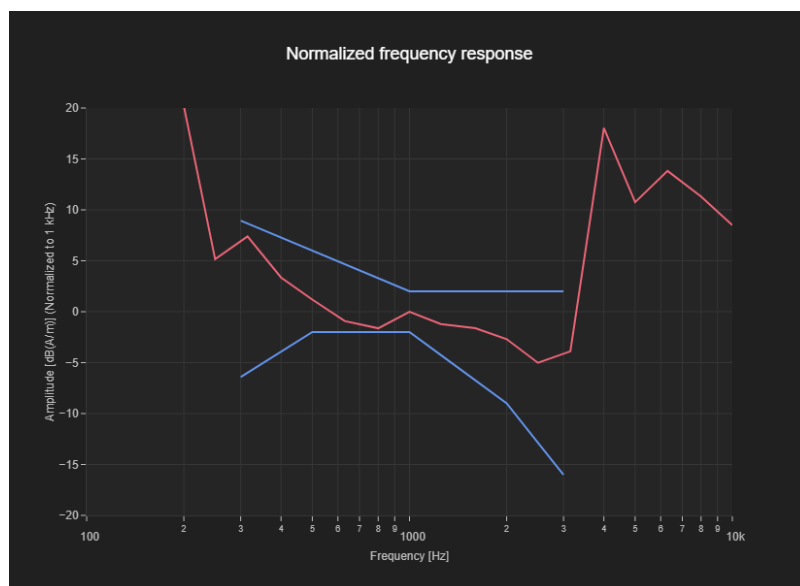 Normalized frequency response
Amplitude [dB(A/m)] (Normalized to 1 kHz)
20
15
10
5
0
−5
−10
−15
−20
100 2 3 4 5 6 7 8 9 1000 2 3 4 5 6 7 8 9 10k
Frequency [Hz]